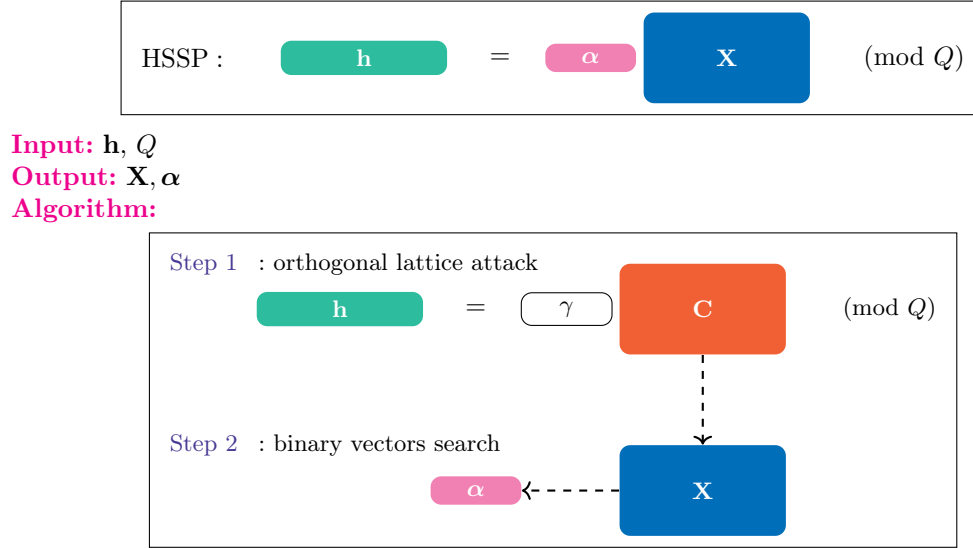 HSSP : h = α X (mod Q)
Input: h, Q
Output: X, α
Algorithm:
Step 1 : orthogonal lattice attack
h = γ C (mod Q)
Step 2 : binary vectors search
α X